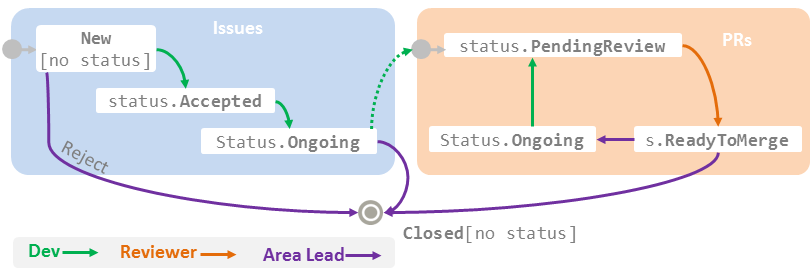 Issues
New
[no status]
status.Accepted
Status.Ongoing
Reject
PRs
status.PendingReview
Status.Ongoing
s.ReadyToMerge
Closed[no status]
Dev
Reviewer
Area Lead